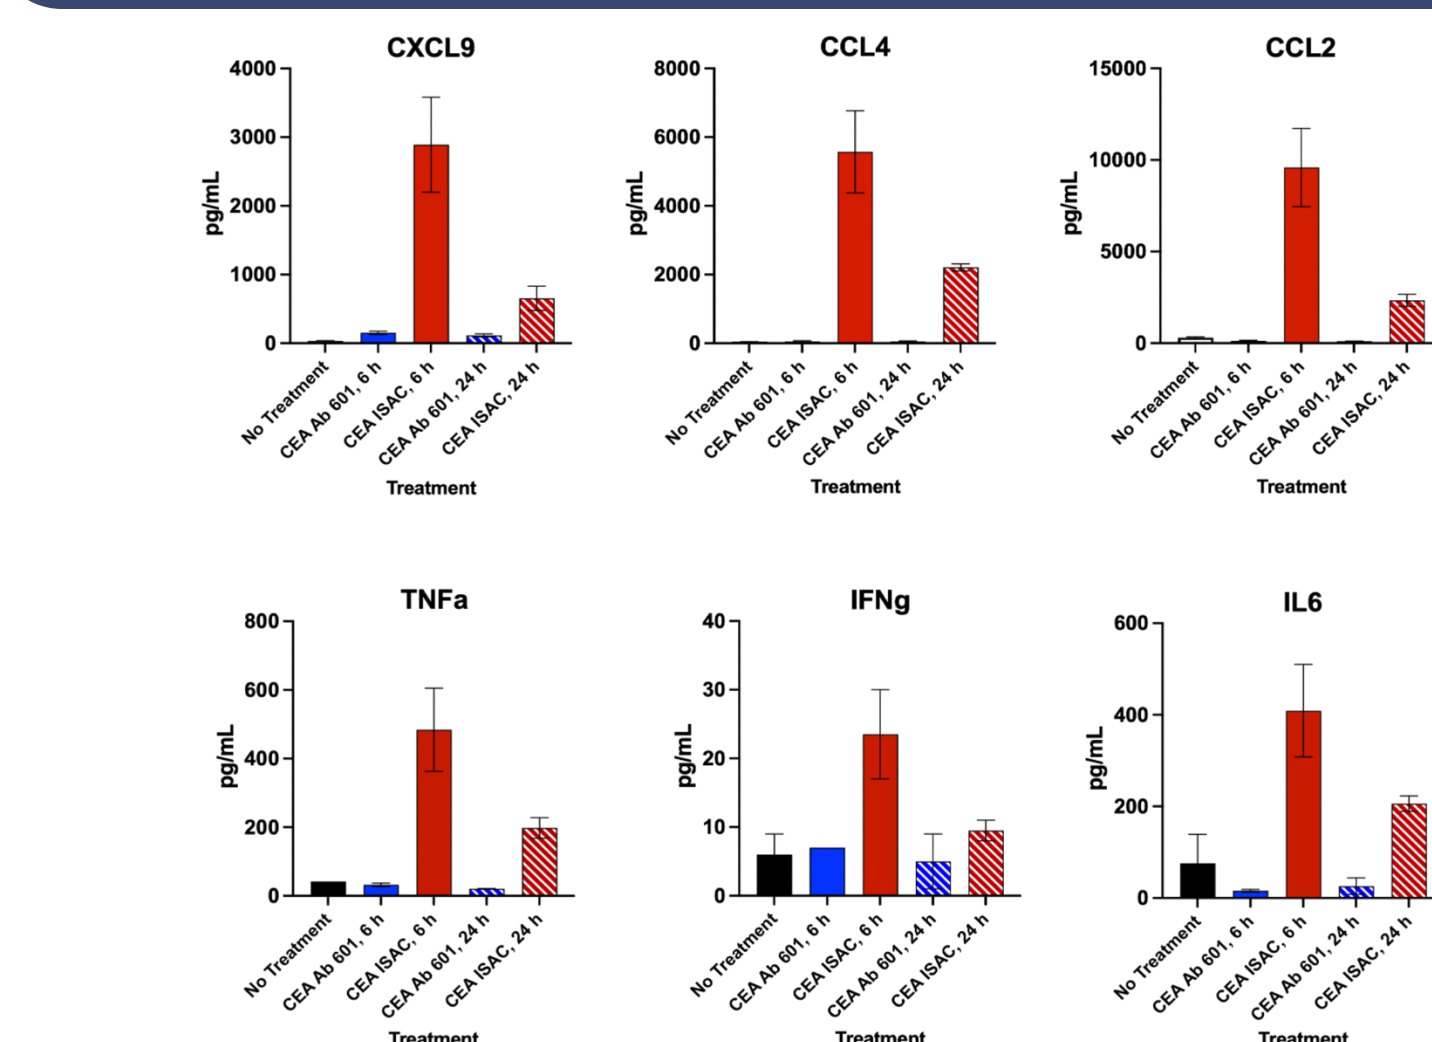 CXCL9
4000
3000
2000
1000
0
pg/mL
No Treatment
CEA Ab 601, 6 h
CEA ISAC, 6 h
CEA Ab 601, 24 h
CEA ISAC, 24 h
Treatment
CCL4
8000
6000
4000
2000
0
pg/mL
No Treatment
CEA Ab 601, 6 h
CEA ISAC, 6 h
CEA Ab 601, 24 h
CEA ISAC, 24 h
Treatment
CCL2
15000
10000
5000
0
pg/mL
No Treatment
CEA Ab 601, 6 h
CEA ISAC, 6 h
CEA Ab 601, 24 h
CEA ISAC, 24 h
Treatment
TNFa
800
600
400
200
0
pg/mL
No Treatment
CEA Ab 601, 6 h
CEA ISAC, 6 h
CEA Ab 601, 24 h
CEA ISAC, 24 h
Treatment
IFNg
40
30
20
10
0
pg/mL
No Treatment
CEA Ab 601, 6 h
CEA ISAC, 6 h
CEA Ab 601, 24 h
CEA ISAC, 24 h
Treatment
IL6
600
400
200
0
pg/mL
No Treatment
CEA Ab 601, 6 h
CEA ISAC, 6 h
CEA Ab 601, 24 h
CEA ISAC, 24 h
Treatment